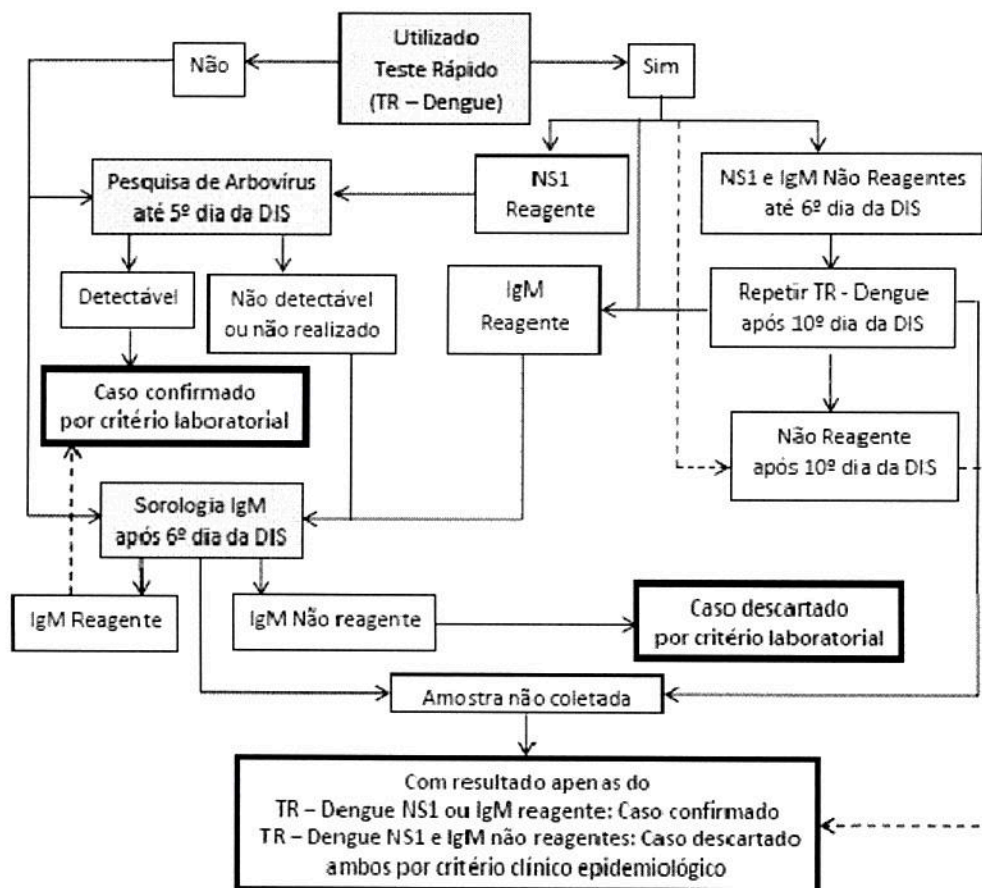 Utilizado
Teste Rápido
(TR – Dengue)
Não
Sim
Pesquisa de Arbovírus
até 5º dia da DIS
NS1
Reagente
NS1 e IgM Não Reagentes
até 6º dia da DIS
Detectável
Não detectável
ou não realizado
IgM
Reagente
Repetir TR - Dengue
após 10º dia da DIS
Caso confirmado
por critério laboratorial
Não Reagente
após 10º dia da DIS
Sorologia IgM
após 6º dia da DIS
IgM Reagente
IgM Não reagente
Caso descartado
por critério laboratorial
Amostra não coletada
Com resultado apenas do
TR – Dengue NS1 ou IgM reagente: Caso confirmado
TR – Dengue NS1 e IgM não reagentes: Caso descartado
ambos por critério clínico epidemiológico